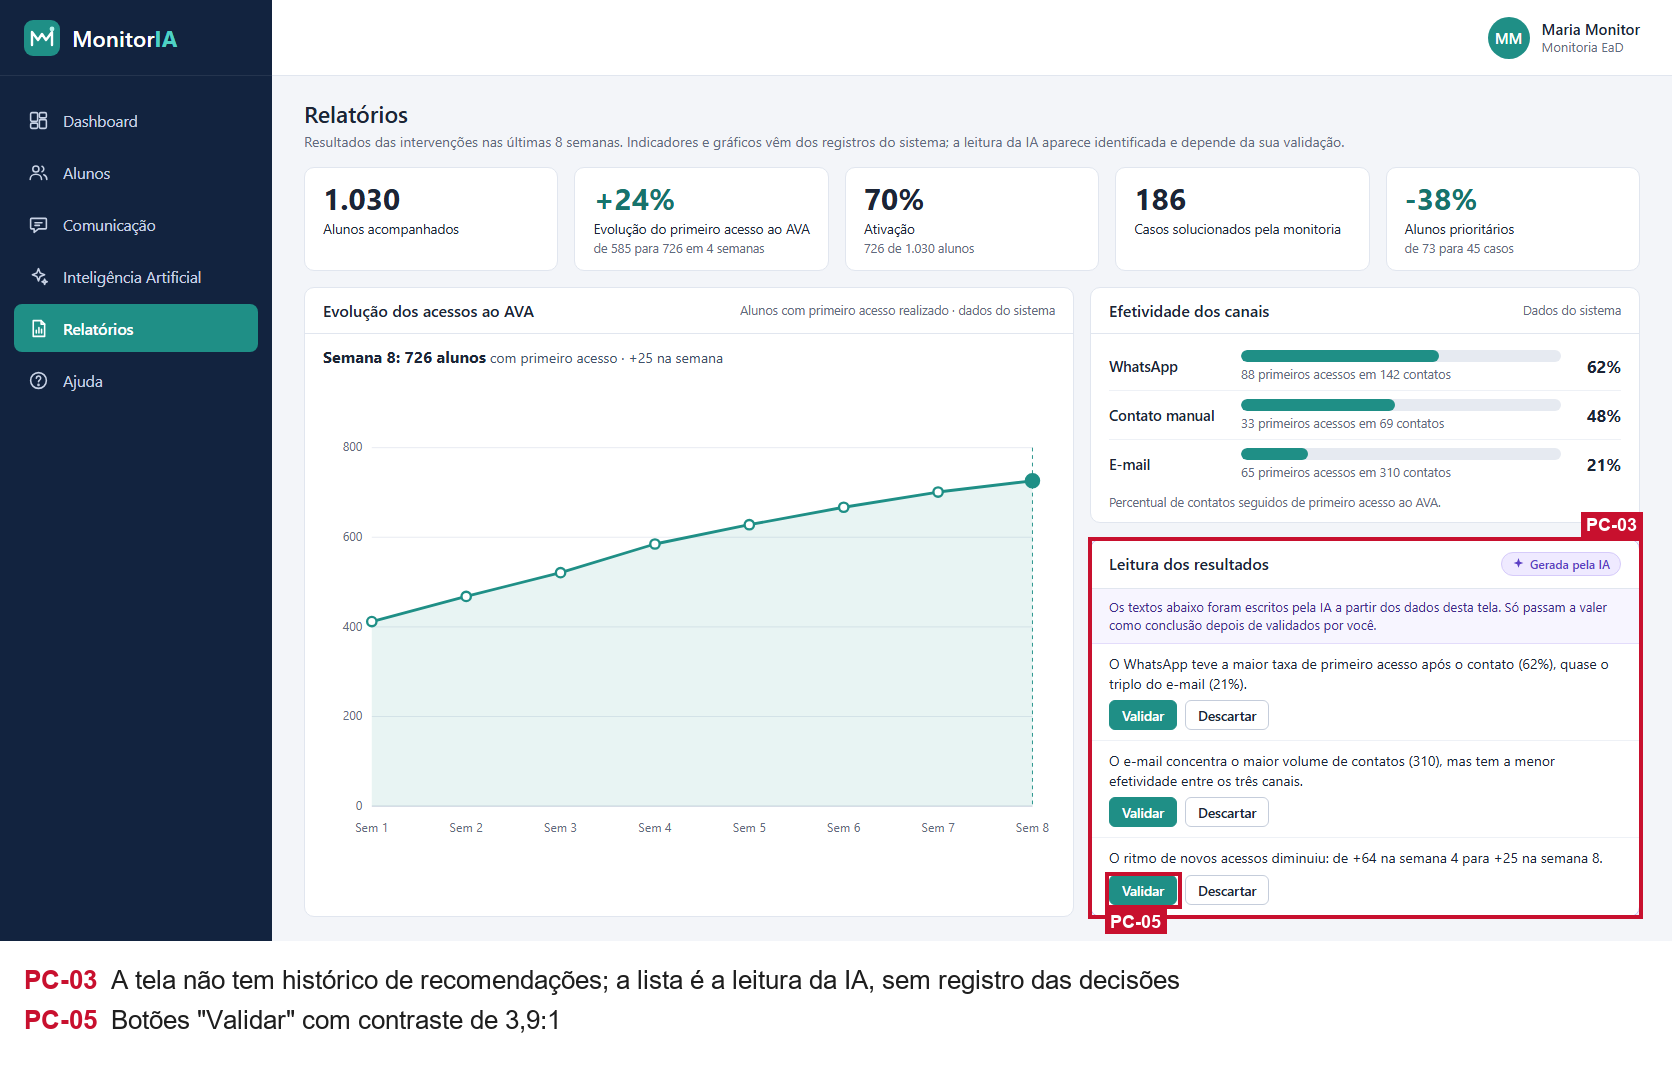 MonitorIA
MM
Maria Monitor
Monitoria EaD
Dashboard
Alunos
Comunicação
Inteligência Artificial
Relatórios
Ajuda
Relatórios
Resultados das intervenções nas últimas 8 semanas. Indicadores e gráficos vêm dos registros do sistema; a leitura da IA aparece identificada e depende da sua validação.
1.030
Alunos acompanhados
+24%
Evolução do primeiro acesso ao AVA
de 585 para 726 em 4 semanas
70%
Ativação
726 de 1.030 alunos
186
Casos solucionados pela monitoria
-38%
Alunos prioritários
de 73 para 45 casos
Evolução dos acessos ao AVA
Alunos com primeiro acesso realizado · dados do sistema
Semana 8: 726 alunos com primeiro acesso · +25 na semana
800
600
400
200
0
Sem 1
Sem 2
Sem 3
Sem 4
Sem 5
Sem 6
Sem 7
Sem 8
Efetividade dos canais
Dados do sistema
WhatsApp
88 primeiros acessos em 142 contatos
62%
Contato manual
33 primeiros acessos em 69 contatos
48%
E-mail
65 primeiros acessos em 310 contatos
21%
Percentual de contatos seguidos de primeiro acesso ao AVA.
PC-03
Leitura dos resultados
Gerada pela IA
Os textos abaixo foram escritos pela IA a partir dos dados desta tela. Só passam a valer
como conclusão depois de validados por você.
O WhatsApp teve a maior taxa de primeiro acesso após o contato (62%), quase o
triplo do e-mail (21%).
Validar
Descartar
O e-mail concentra o maior volume de contatos (310), mas tem a menor
efetividade entre os três canais.
Validar
Descartar
O ritmo de novos acessos diminuiu: de +64 na semana 4 para +25 na semana 8.
Validar
Descartar
PC-05
PC-03 A tela não tem histórico de recomendações; a lista é a leitura da IA, sem registro das decisões
PC-05 Botões "Validar" com contraste de 3,9:1